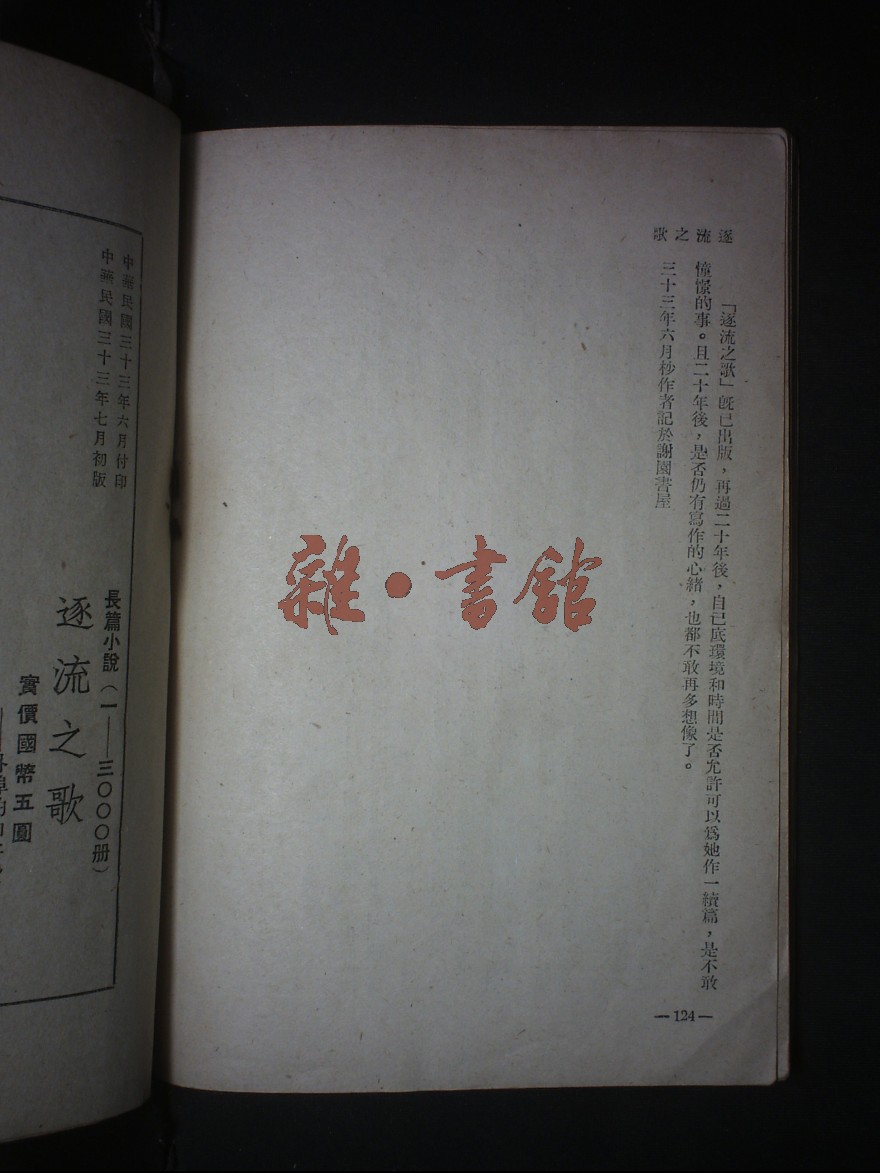 逐流之歌
「逐流之歌」旣已出版，再過二十年後，自己底環境和時間是否允許可以爲她作一續篇，是不敢
憧憬的事。且二十年後，是否仍有寫作的心緒，也都不敢再多想像了。
三十三年六月杪作者記於謝園書屋
—124—
雜•書館
中華民國三十三年六月付印
中華民國三十三年七月初版
長篇小說（一——三〇〇〇册）
逐流之歌
實價國幣五圓